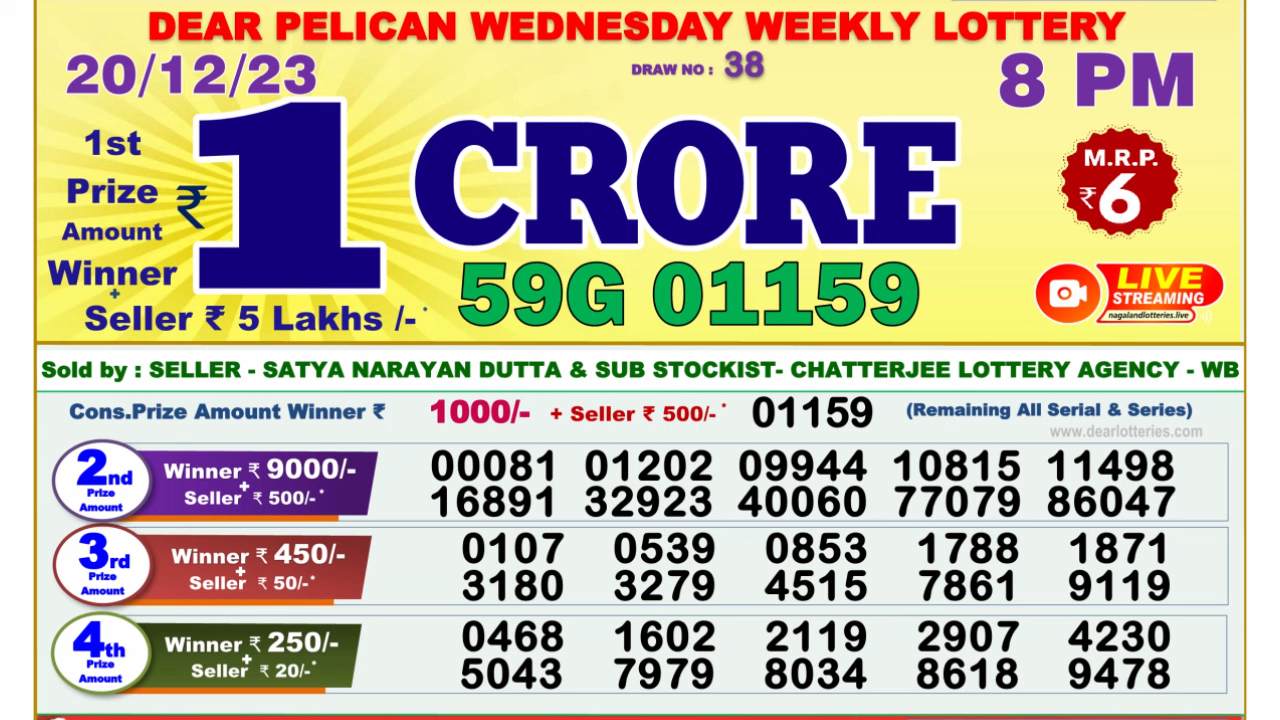 DEAR PELICAN WEDNESDAY WEEKLY LOTTERY
20/12/23
DRAW NO : 38
8 PM
1st
Prize
Amount
Winner
+
Seller ₹ 5 Lakhs /-*
₹ 1 CRORE
59G 01159
M.R.P.
₹ 6
LIVE
STREAMING
nagalandlotteries.live
Sold by : SELLER - SATYA NARAYAN DUTTA & SUB STOCKIST- CHATTERJEE LOTTERY AGENCY - WB
Cons.Prize Amount Winner ₹ 1000/- + Seller ₹ 500/-* 01159 (Remaining All Serial & Series)
www.dearlotteries.com
2nd
Prize
Amount
Winner ₹ 9000/-
+
Seller ₹ 500/-*
00081 01202 09944 10815 11498
16891 32923 40060 77079 86047
3rd
Prize
Amount
Winner ₹ 450/-
+
Seller ₹ 50/-*
0107 0539 0853 1788 1871
3180 3279 4515 7861 9119
4th
Prize
Amount
Winner ₹ 250/-
+
Seller ₹ 20/-*
0468 1602 2119 2907 4230
5043 7979 8034 8618 9478